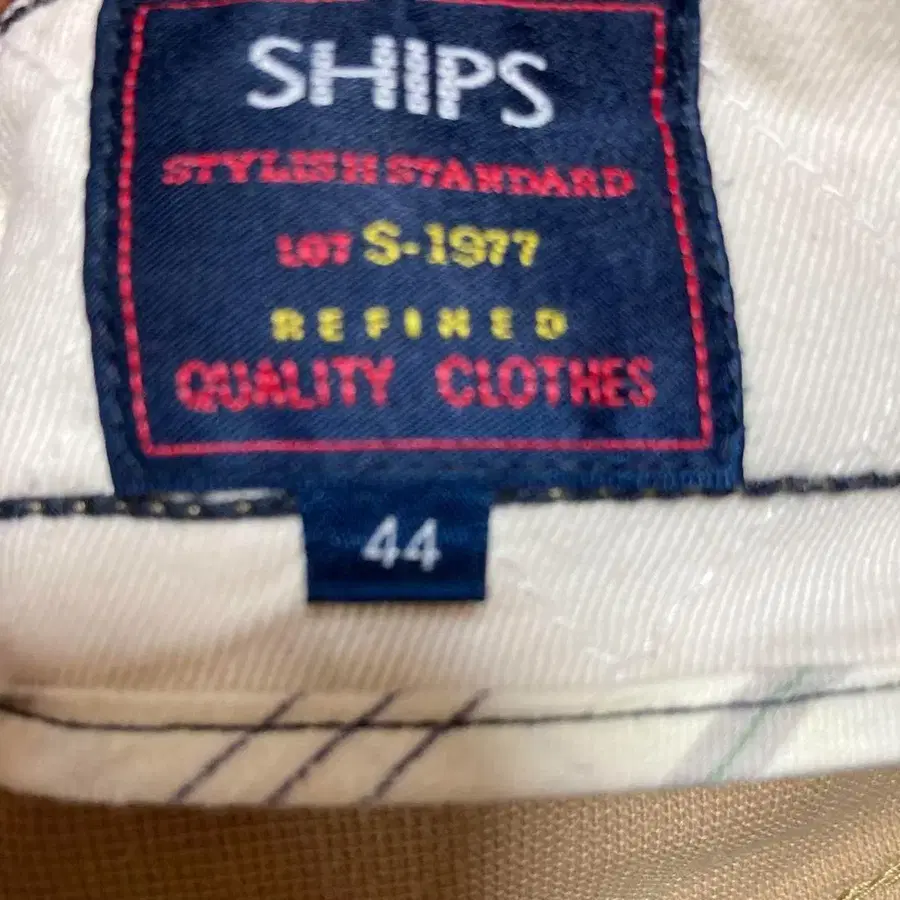 SHIPS
STYLISH STANDARD
LOT S-1977
REFINED
QUALITY CLOTHES
44